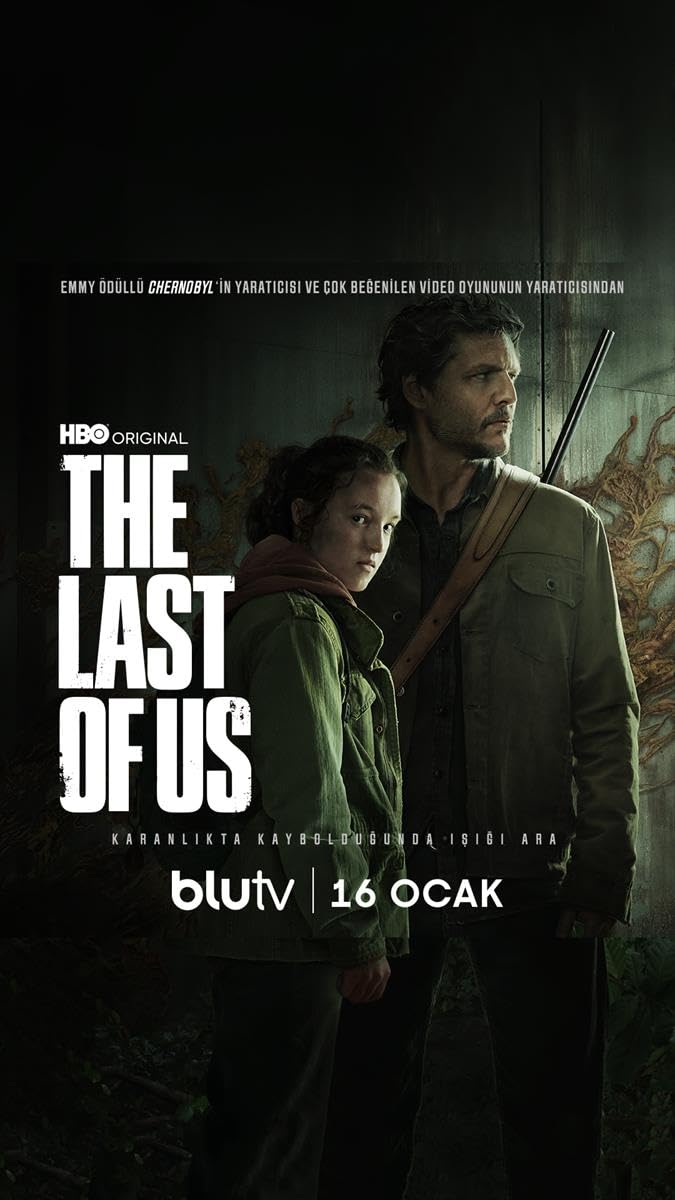 EMMY ÖDÜLLÜ CHERNOBYL'İN YARATICISI VE ÇOK BEĞENİLEN VİDEO OYUNUNUN YARATICISINDAN
HBO ORIGINAL
THE
LAST
OF US
KARANLIKTA KAYBOLDUĞUNDA IŞIĞI ARA
blutv | 16 OCAK